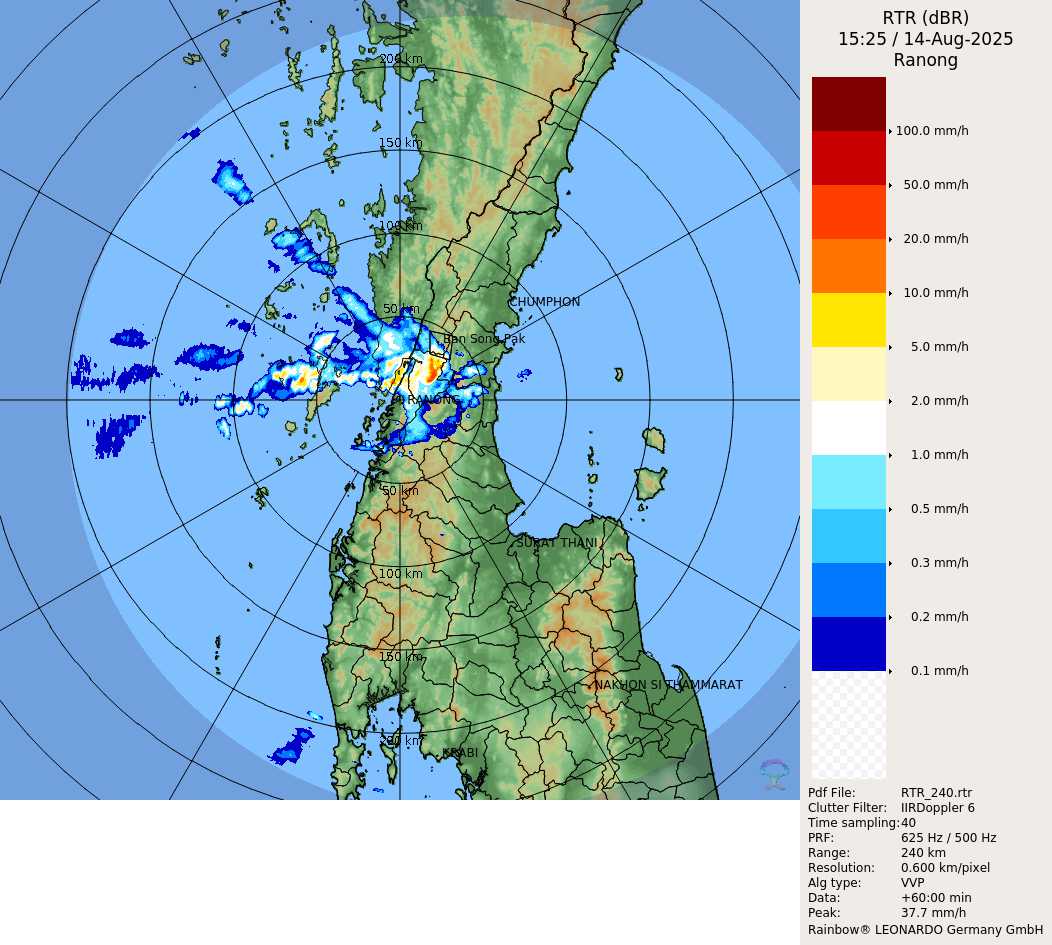 RTR (dBR)
15:25 / 14-Aug-2025
Ranong
200 km
150 km
100 km
50 km
CHUMPHON
Ban Song Pak
RANONG
50 km
100 km
SURAT THANI
150 km
NAKHON SI THAMMARAT
200 km
KRABI
100.0 mm/h
50.0 mm/h
20.0 mm/h
10.0 mm/h
5.0 mm/h
2.0 mm/h
1.0 mm/h
0.5 mm/h
0.3 mm/h
0.2 mm/h
0.1 mm/h
Pdf File: RTR_240.rtr
Clutter Filter: IIRDoppler 6
Time sampling:40
PRF: 625 Hz / 500 Hz
Range: 240 km
Resolution: 0.600 km/pixel
Alg type: VVP
Data: +60:00 min
Peak: 37.7 mm/h
Rainbow® LEONARDO Germany GmbH